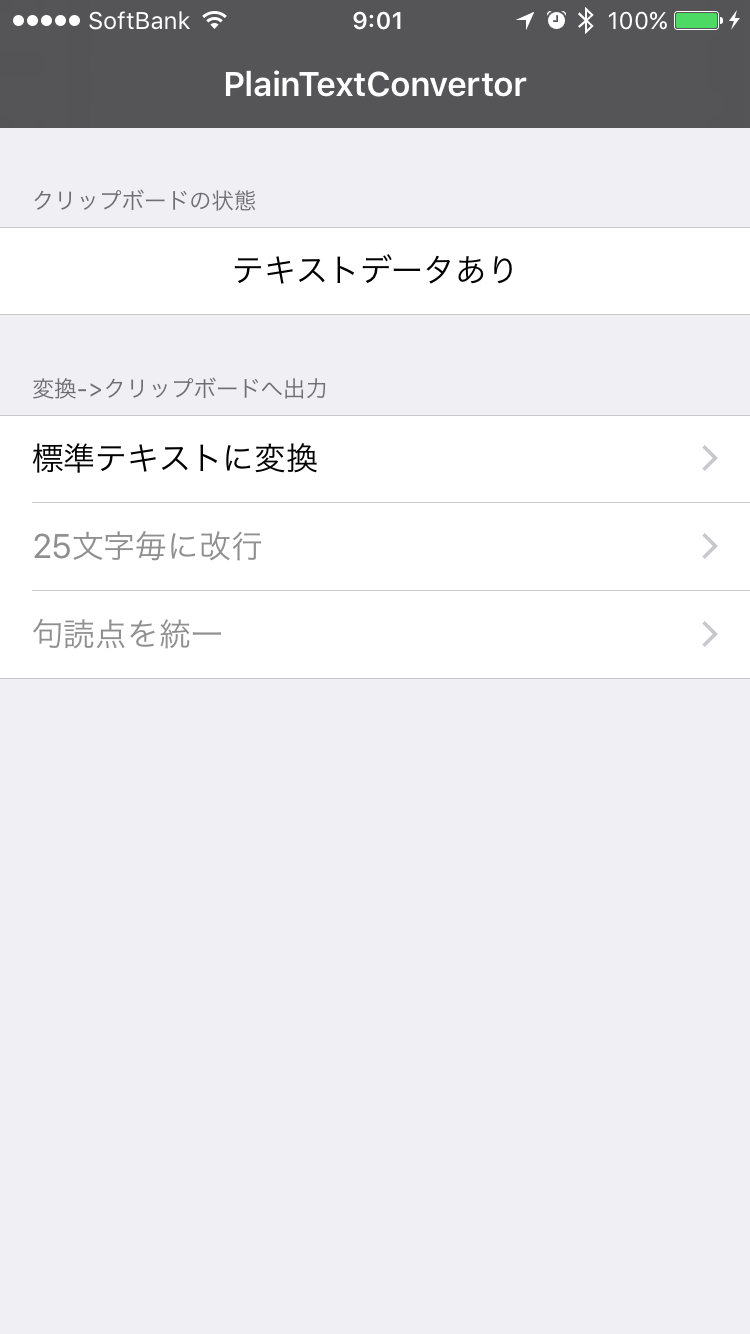 SoftBank 9:01 100%
PlainTextConvertor
クリップボードの状態
テキストデータあり
変換->クリップボードへ出力
標準テキストに変換
25文字毎に改行
句読点を統一